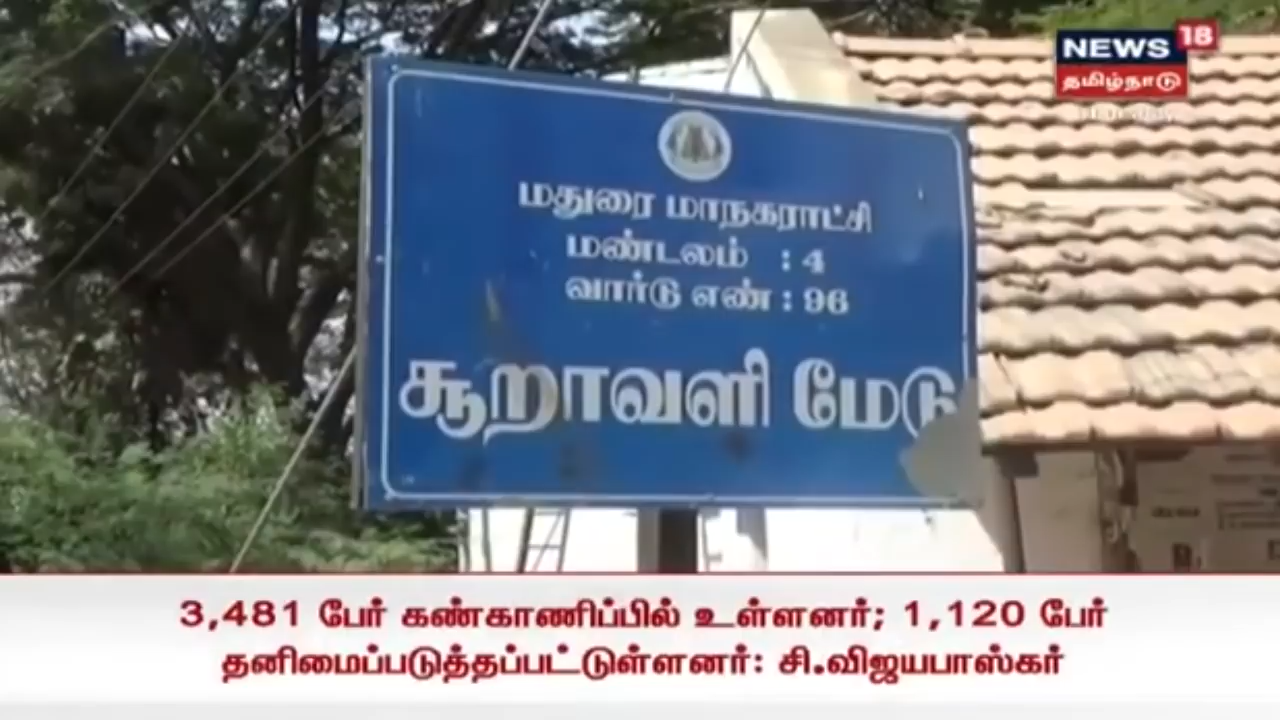 NEWS 18
தமிழ்நாடு
மதுரை மாநகராட்சி
மண்டலம் : 4
வார்டு எண் : 96
சூறாவளி மேடு
3,481 பேர் கண்காணிப்பில் உள்ளனர்; 1,120 பேர்
தனிமைப்படுத்தப்பட்டுள்ளனர்: சி.விஜயபாஸ்கர்